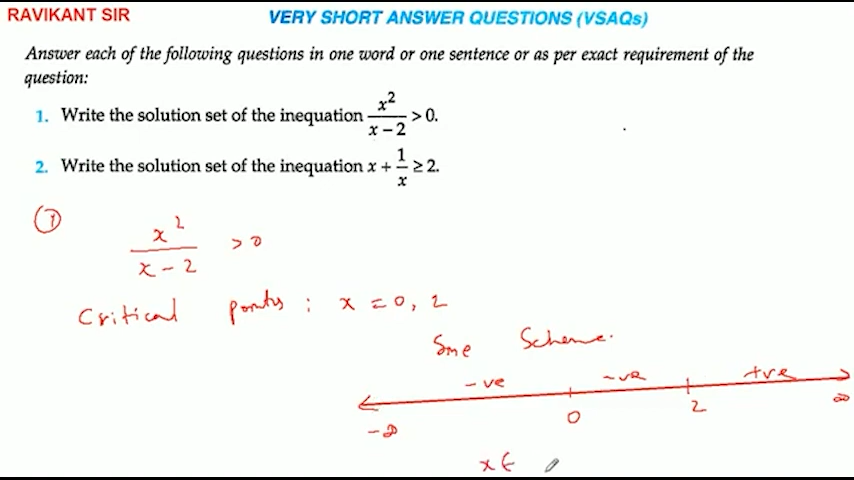 RAVIKANT SIR
VERY SHORT ANSWER QUESTIONS (VSAQs)
Answer each of the following questions in one word or one sentence or as per exact requirement of the
question:
1. Write the solution set of the inequation x²/(x − 2) > 0.
2. Write the solution set of the inequation x + 1/x ≥ 2.
①
x²/(x − 2) > 0
Critical points : x = 0, 2
Scheme.
−ve −ve +ve
−∞ 0 2 ∞
x ∈